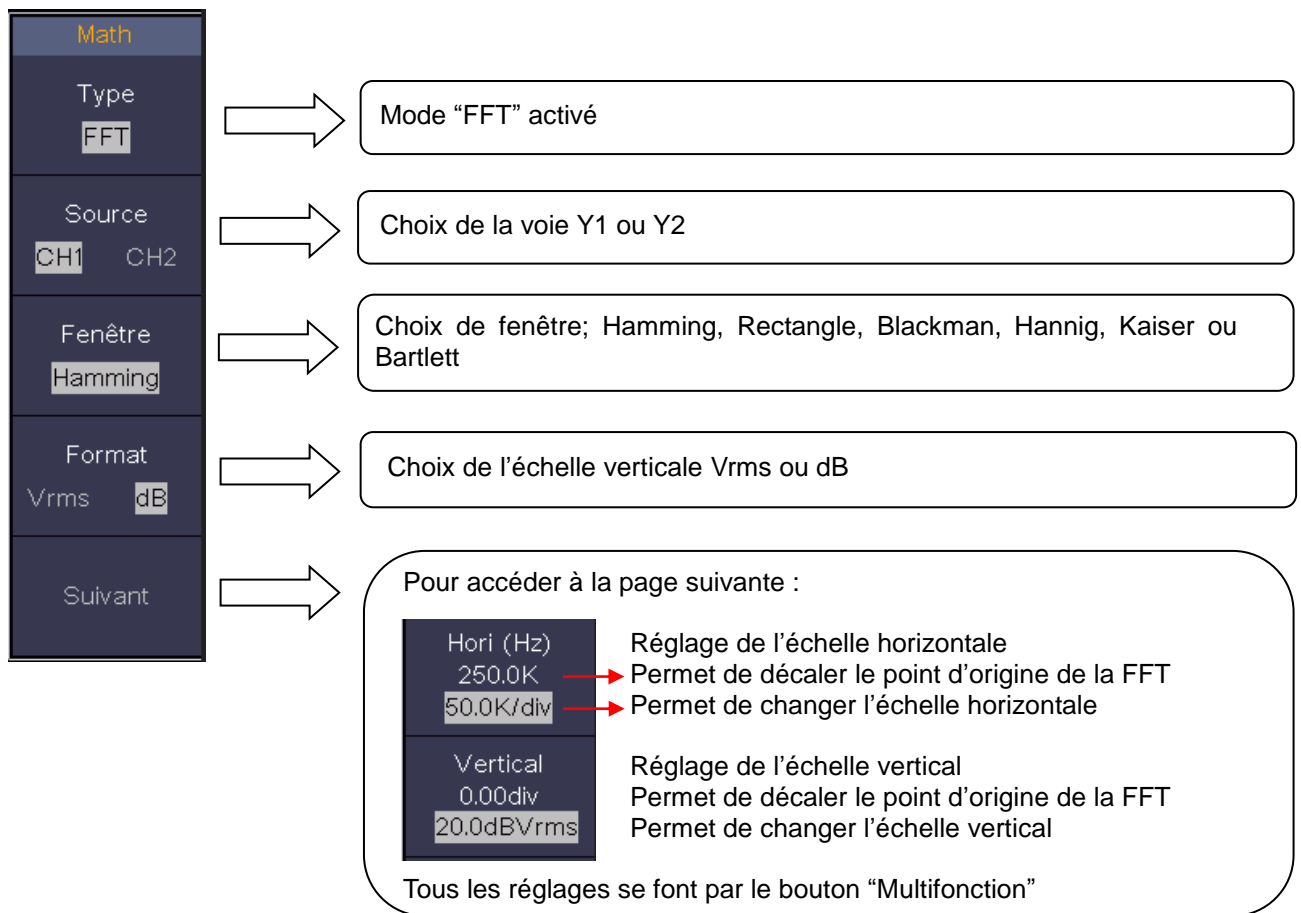 Math
Type
FFT
Mode “FFT” activé
Source
CH1 CH2
Choix de la voie Y1 ou Y2
Fenêtre
Hamming
Choix de fenêtre; Hamming, Rectangle, Blackman, Hannig, Kaiser ou
Bartlett
Format
Vrms dB
Choix de l’échelle verticale Vrms ou dB
Suivant
Pour accéder à la page suivante :
Hori (Hz)
250.0K
50.0K/div
Réglage de l’échelle horizontale
Permet de décaler le point d’origine de la FFT
Permet de changer l’échelle horizontale
Vertical
0.00div
20.0dBVrms
Réglage de l’échelle vertical
Permet de décaler le point d’origine de la FFT
Permet de changer l’échelle vertical
Tous les réglages se font par le bouton “Multifonction”